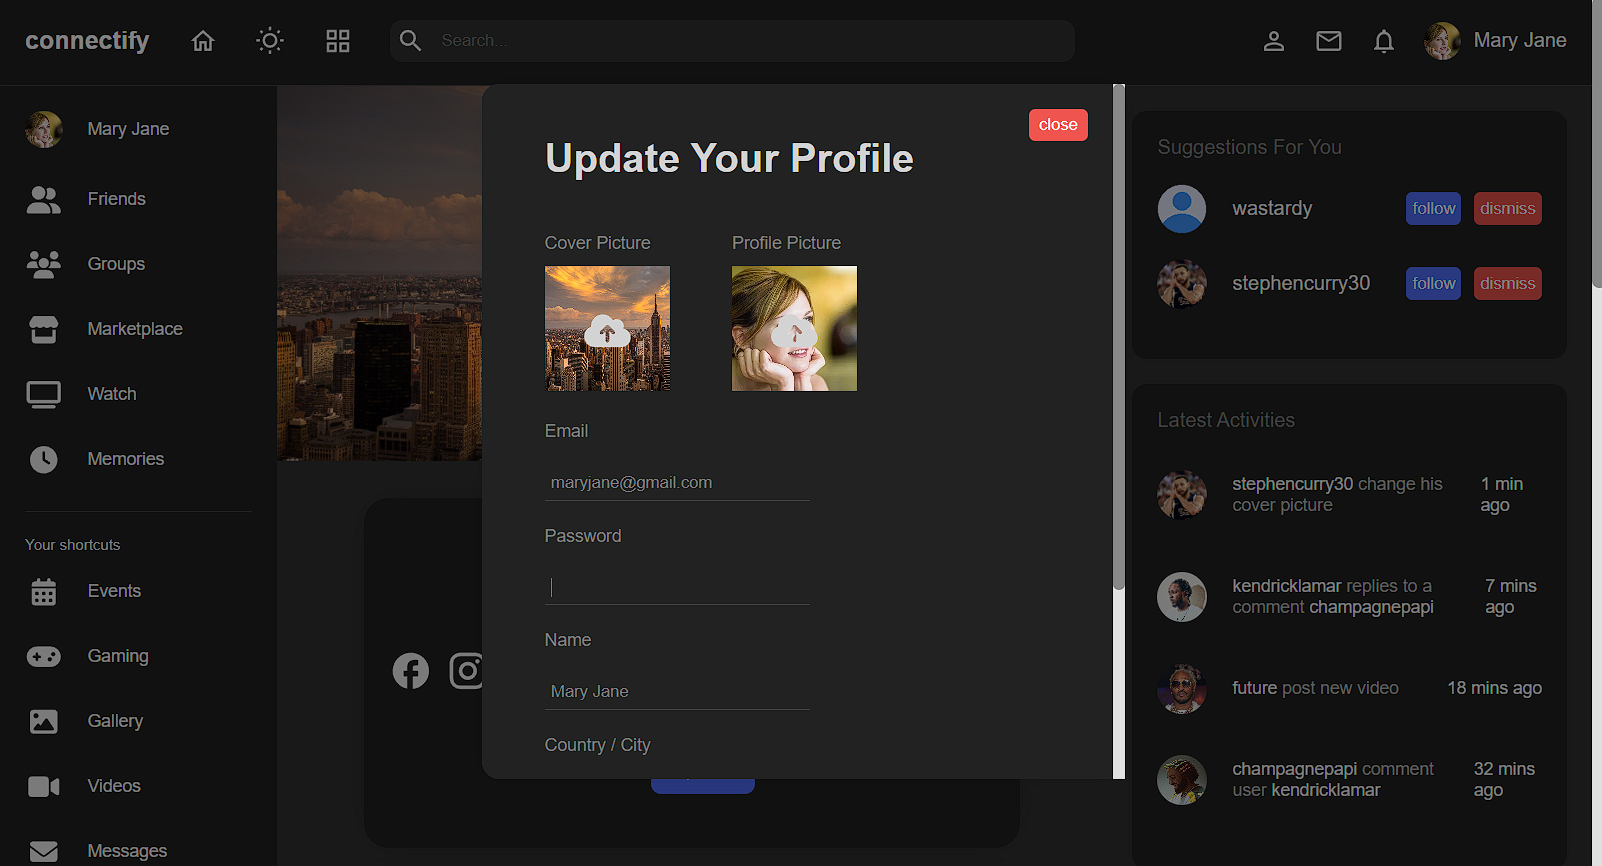 connectify
Search...
Mary Jane
Mary Jane
Friends
Groups
Marketplace
Watch
Memories
Your shortcuts
Events
Gaming
Gallery
Videos
Messages
close
Update Your Profile
Cover Picture
Profile Picture
Email
maryjane@gmail.com
Password
Name
Mary Jane
Country / City
Suggestions For You
wastardy
follow
dismiss
stephencurry30
follow
dismiss
Latest Activities
stephencurry30 change his
cover picture
1 min
ago
kendricklamar replies to a
comment champagnepapi
7 mins
ago
future post new video
18 mins ago
champagnepapi comment
user kendricklamar
32 mins
ago